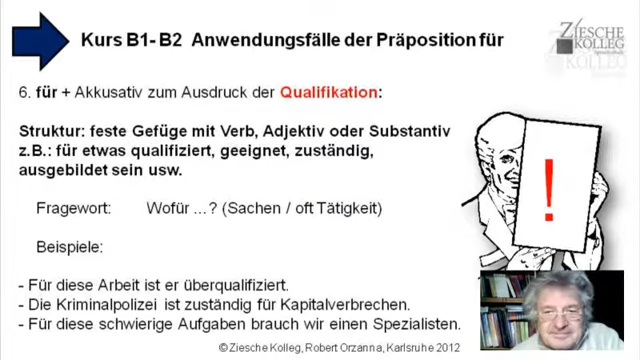 Kurs B1- B2 Anwendungsfälle der Präposition für
ZIESCHE
KOLLEG
6. für + Akkusativ zum Ausdruck der Qualifikation:
Struktur: feste Gefüge mit Verb, Adjektiv oder Substantiv
z.B.: für etwas qualifiziert, geeignet, zuständig,
ausgebildet sein usw.
!
Fragewort: Wofür ...? (Sachen / oft Tätigkeit)
Beispiele:
- Für diese Arbeit ist er überqualifiziert.
- Die Kriminalpolizei ist zuständig für Kapitalverbrechen.
- Für diese schwierige Aufgaben brauch wir einen Spezialisten.
©Ziesche Kolleg, Robert Orzanna, Karlsruhe 2012